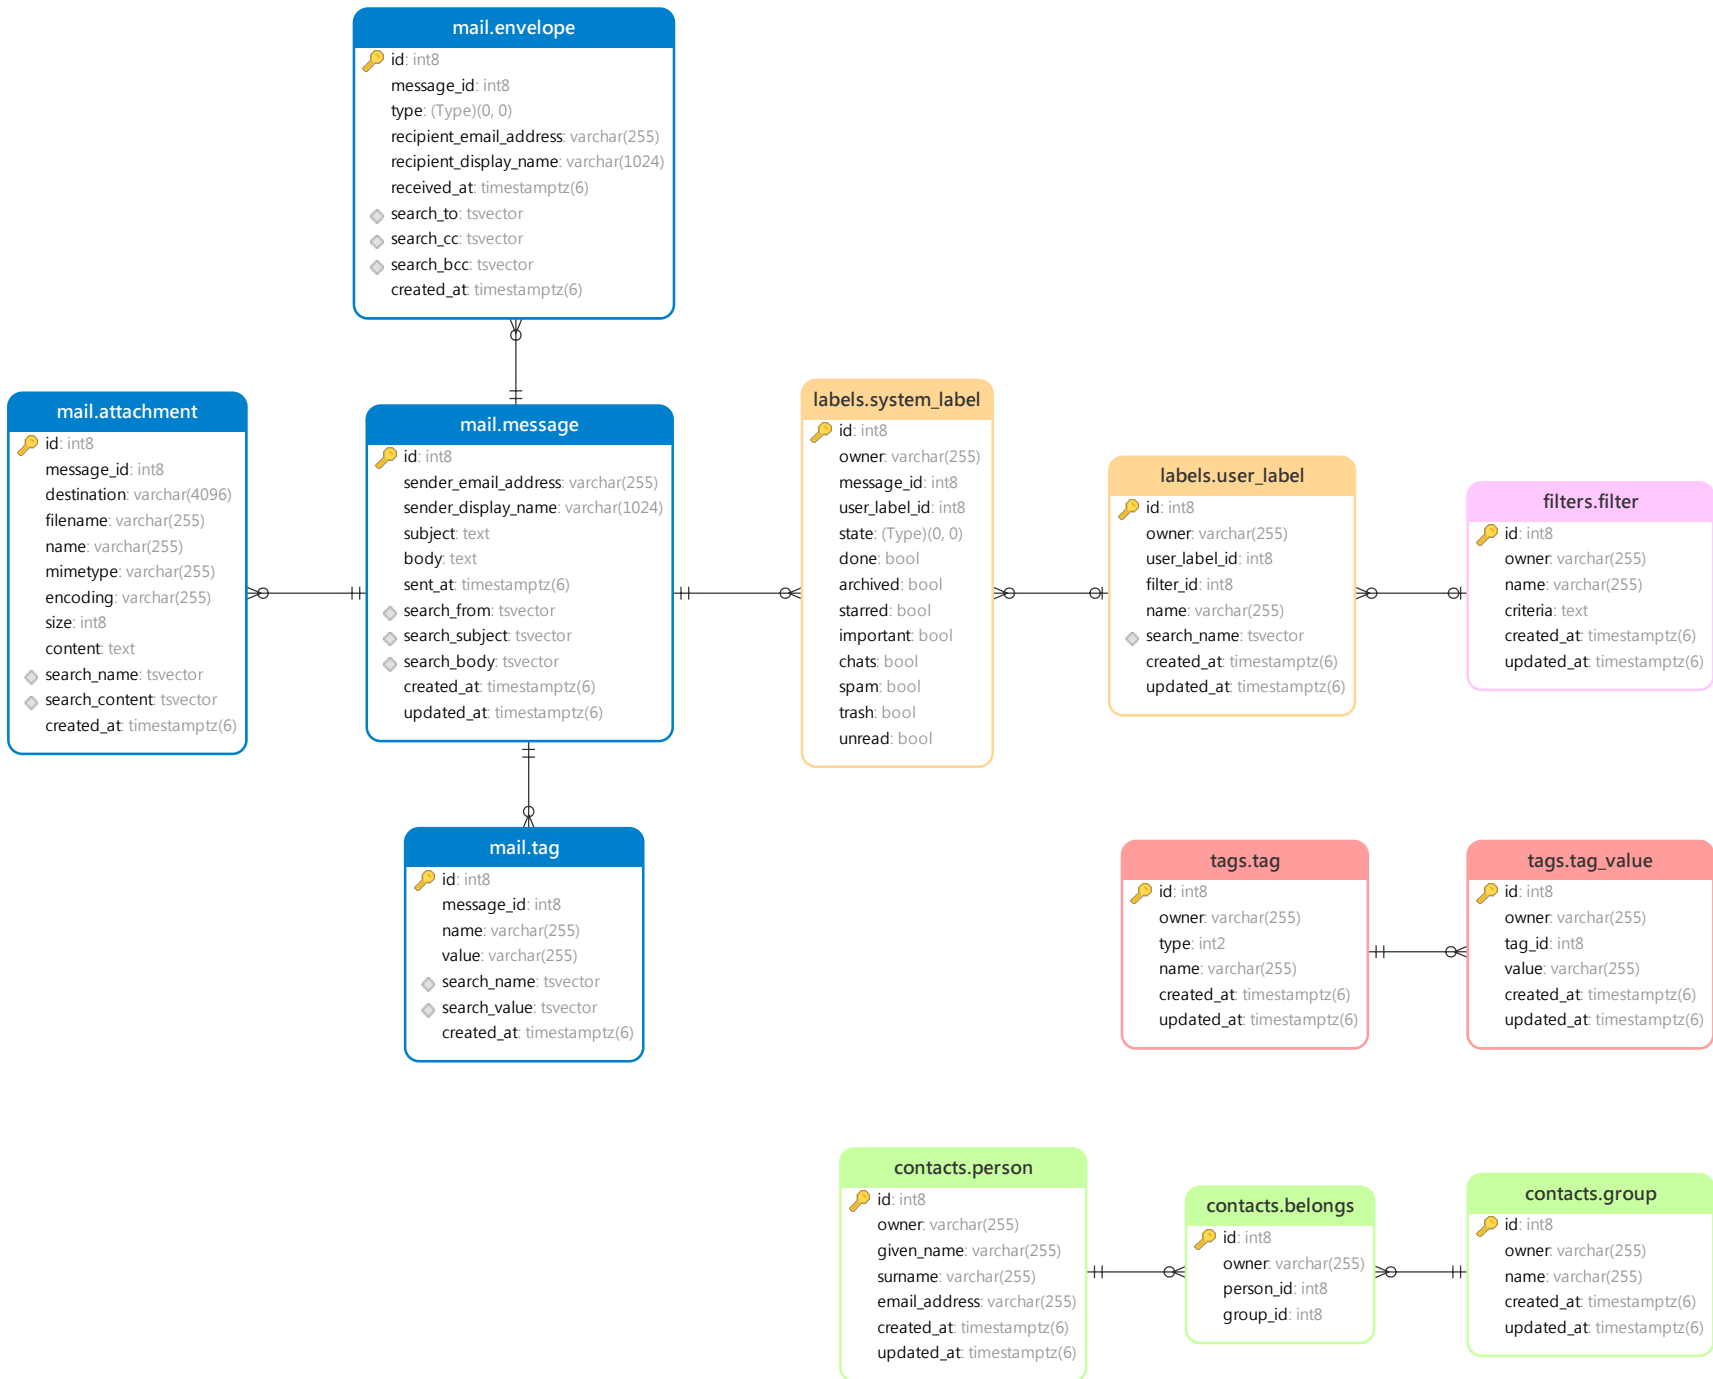 mail.envelope
id: int8
message_id: int8
type: (Type)(0, 0)
recipient_email_address: varchar(255)
recipient_display_name: varchar(1024)
received_at: timestamptz(6)
search_to: tsvector
search_cc: tsvector
search_bcc: tsvector
created_at: timestamptz(6)
mail.attachment
id: int8
message_id: int8
destination: varchar(4096)
filename: varchar(255)
name: varchar(255)
mimetype: varchar(255)
encoding: varchar(255)
size: int8
content: text
search_name: tsvector
search_content: tsvector
created_at: timestamptz(6)
mail.message
id: int8
sender_email_address: varchar(255)
sender_display_name: varchar(1024)
subject: text
body: text
sent_at: timestamptz(6)
search_from: tsvector
search_subject: tsvector
search_body: tsvector
created_at: timestamptz(6)
updated_at: timestamptz(6)
labels.system_label
id: int8
owner: varchar(255)
message_id: int8
user_label_id: int8
state: (Type)(0, 0)
done: bool
archived: bool
starred: bool
important: bool
chats: bool
spam: bool
trash: bool
unread: bool
labels.user_label
id: int8
owner: varchar(255)
user_label_id: int8
filter_id: int8
name: varchar(255)
search_name: tsvector
created_at: timestamptz(6)
updated_at: timestamptz(6)
filters.filter
id: int8
owner: varchar(255)
name: varchar(255)
criteria: text
created_at: timestamptz(6)
updated_at: timestamptz(6)
mail.tag
id: int8
message_id: int8
name: varchar(255)
value: varchar(255)
search_name: tsvector
search_value: tsvector
created_at: timestamptz(6)
tags.tag
id: int8
owner: varchar(255)
type: int2
name: varchar(255)
created_at: timestamptz(6)
updated_at: timestamptz(6)
tags.tag_value
id: int8
owner: varchar(255)
tag_id: int8
value: varchar(255)
created_at: timestamptz(6)
updated_at: timestamptz(6)
contacts.person
id: int8
owner: varchar(255)
given_name: varchar(255)
surname: varchar(255)
email_address: varchar(255)
created_at: timestamptz(6)
updated_at: timestamptz(6)
contacts.belongs
id: int8
owner: varchar(255)
person_id: int8
group_id: int8
contacts.group
id: int8
owner: varchar(255)
name: varchar(255)
created_at: timestamptz(6)
updated_at: timestamptz(6)